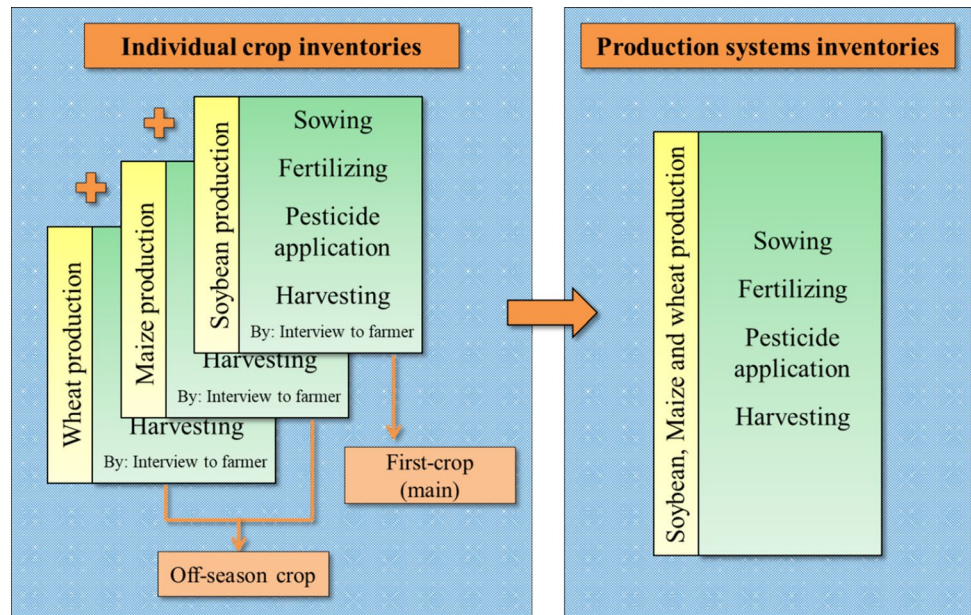 Individual crop inventories
Soybean production
Sowing
Fertilizing
Pesticide
application
Harvesting
By: Interview to farmer
Maize production
Harvesting
By: Interview to farmer
Wheat production
Harvesting
By: Interview to farmer
First-crop
(main)
Off-season crop
Production systems inventories
Soybean, Maize and wheat production
Sowing
Fertilizing
Pesticide
application
Harvesting